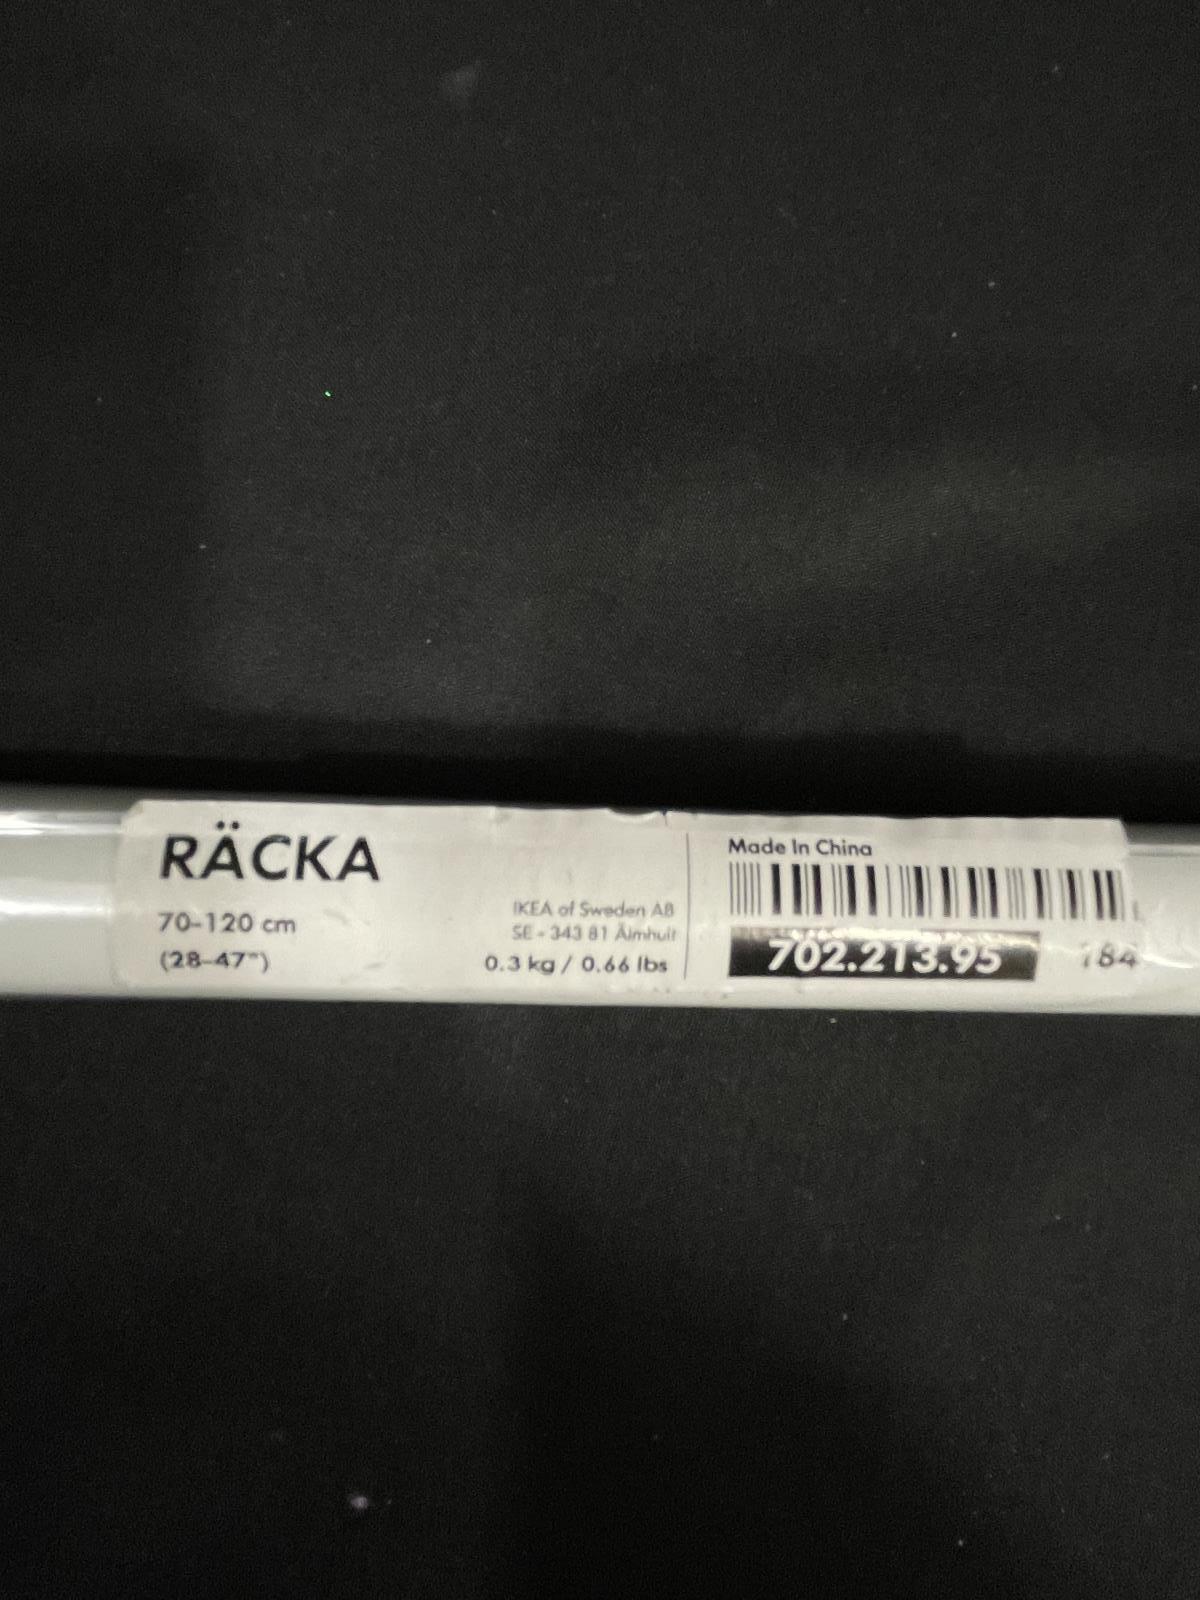 RÄCKA
70-120 cm
(28-47")
IKEA of Sweden AB
SE - 343 81 Älmhult
0.3 kg / 0.66 lbs
Made In China
702.213.95
184